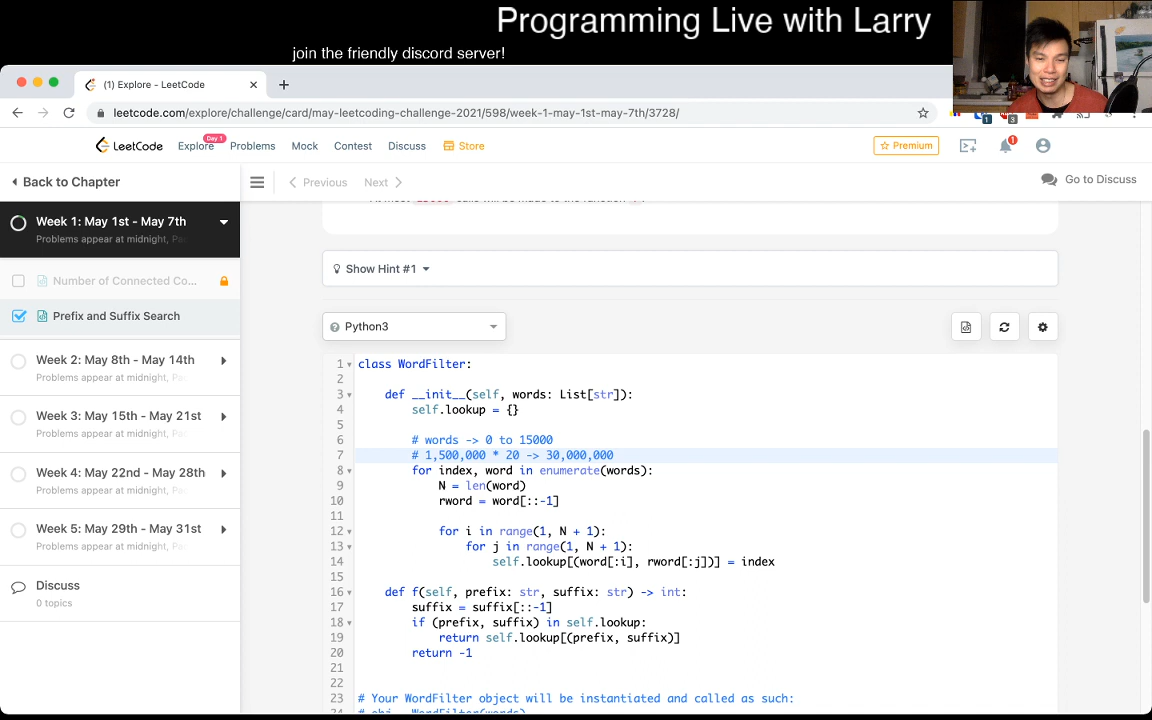 Programming Live with Larry
join the friendly discord server!
(1) Explore - LeetCode
leetcode.com/explore/challenge/card/may-leetcoding-challenge-2021/598/week-1-may-1st-may-7th/3728/
LeetCode
Explore
Day 1
Problems
Mock
Contest
Discuss
Store
Premium
1
Back to Chapter
Previous
Next
Go to Discuss
Week 1: May 1st - May 7th
Problems appear at midnight, Pa
Number of Connected Co...
Prefix and Suffix Search
Week 2: May 8th - May 14th
Problems appear at midnight, Pa
Week 3: May 15th - May 21st
Problems appear at midnight, Pa
Week 4: May 22nd - May 28th
Problems appear at midnight, Pa
Week 5: May 29th - May 31st
Problems appear at midnight, Pa
Discuss
0 topics
Show Hint #1
Python3
1 class WordFilter:
2
3 def __init__(self, words: List[str]):
4 self.lookup = {}
5
6 # words -> 0 to 15000
7 # 1,500,000 * 20 -> 30,000,000
8 for index, word in enumerate(words):
9 N = len(word)
10 rword = word[::-1]
11
12 for i in range(1, N + 1):
13 for j in range(1, N + 1):
14 self.lookup[(word[:i], rword[:j])] = index
15
16 def f(self, prefix: str, suffix: str) -> int:
17 suffix = suffix[::-1]
18 if (prefix, suffix) in self.lookup:
19 return self.lookup[(prefix, suffix)]
20 return -1
21
22
23 # Your WordFilter object will be instantiated and called as such: